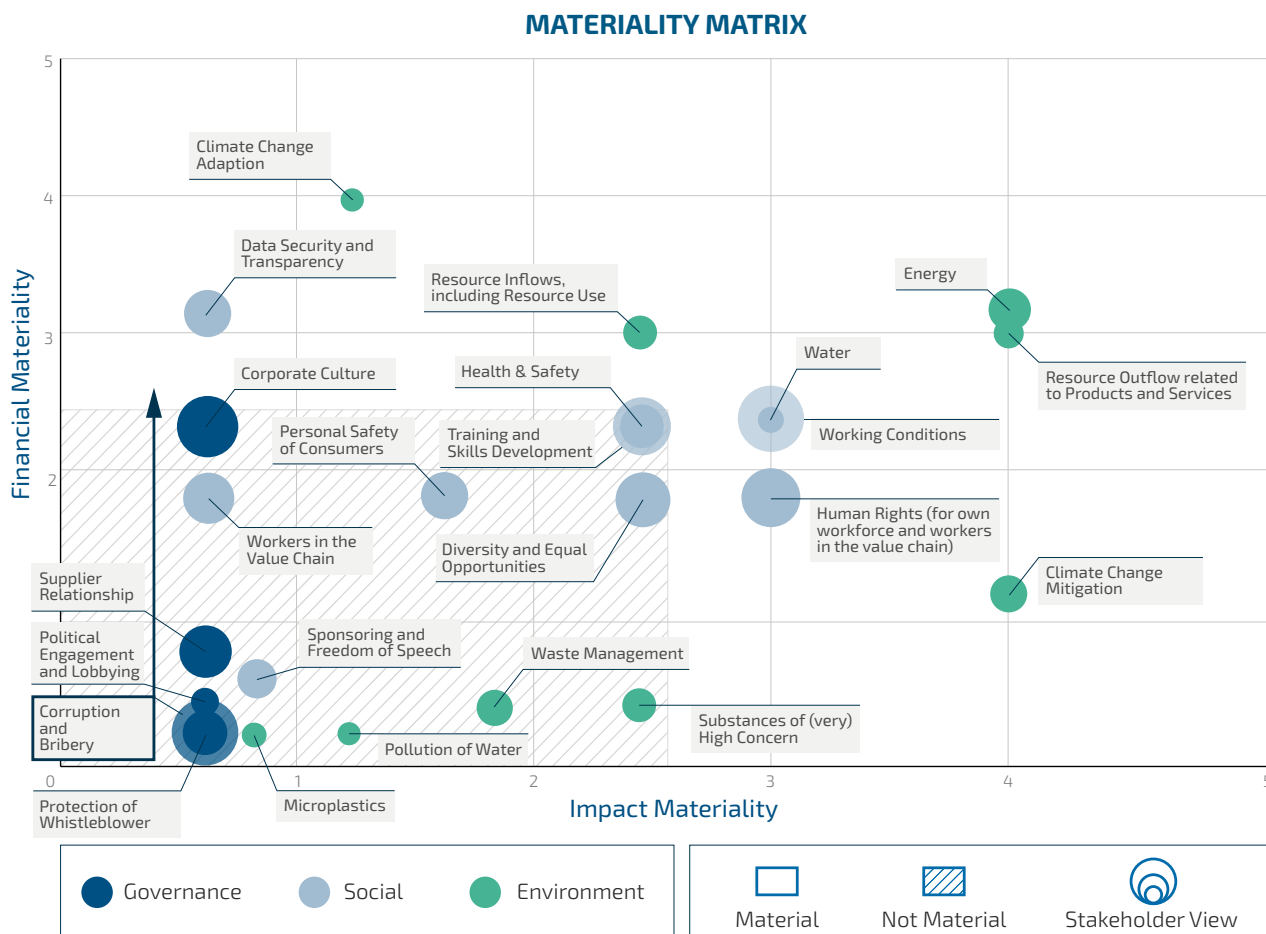 MATERIALITY MATRIX
5
Climate Change
Adaption
4
Data Security and
Transparency
Resource Inflows,
including Resource Use
Energy
3
Water
Resource Outflow related
to Products and Services
Health & Safety
Corporate Culture
Financial Materiality
Personal Safety
of Consumers
Training and
Skills Development
Working Conditions
2
Workers in the
Value Chain
Diversity and Equal
Opportunities
Human Rights (for own
workforce and workers
in the value chain)
Climate Change
Mitigation
Supplier
Relationship
Political
Engagement
and Lobbying
Sponsoring and
Freedom of Speech
Waste Management
Corruption
and
Bribery
Substances of (very)
High Concern
Pollution of Water
0
1
2
3
4
5
Protection of
Whistleblower
Microplastics
Impact Materiality
Governance
Social
Environment
Material
Not Material
Stakeholder View